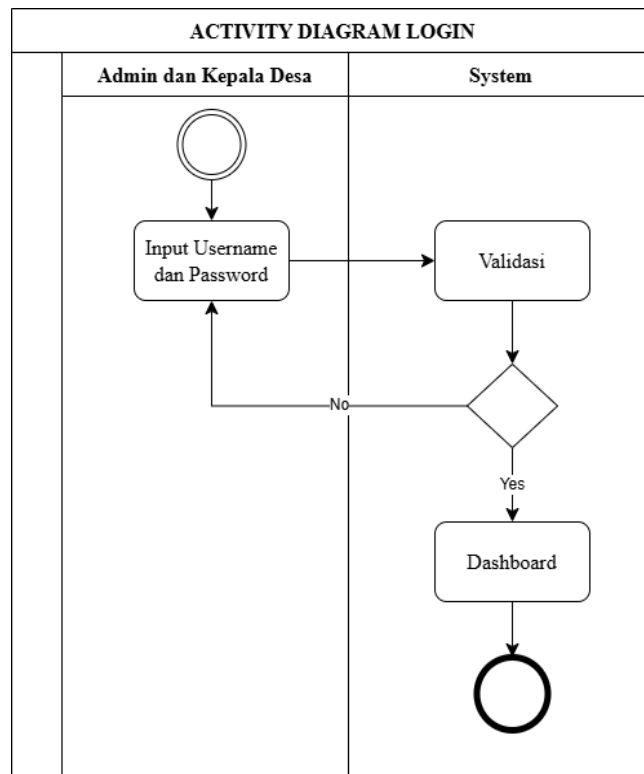 ACTIVITY DIAGRAM LOGIN
Admin dan Kepala Desa
System
Input Username
dan Password
Validasi
No
Yes
Dashboard